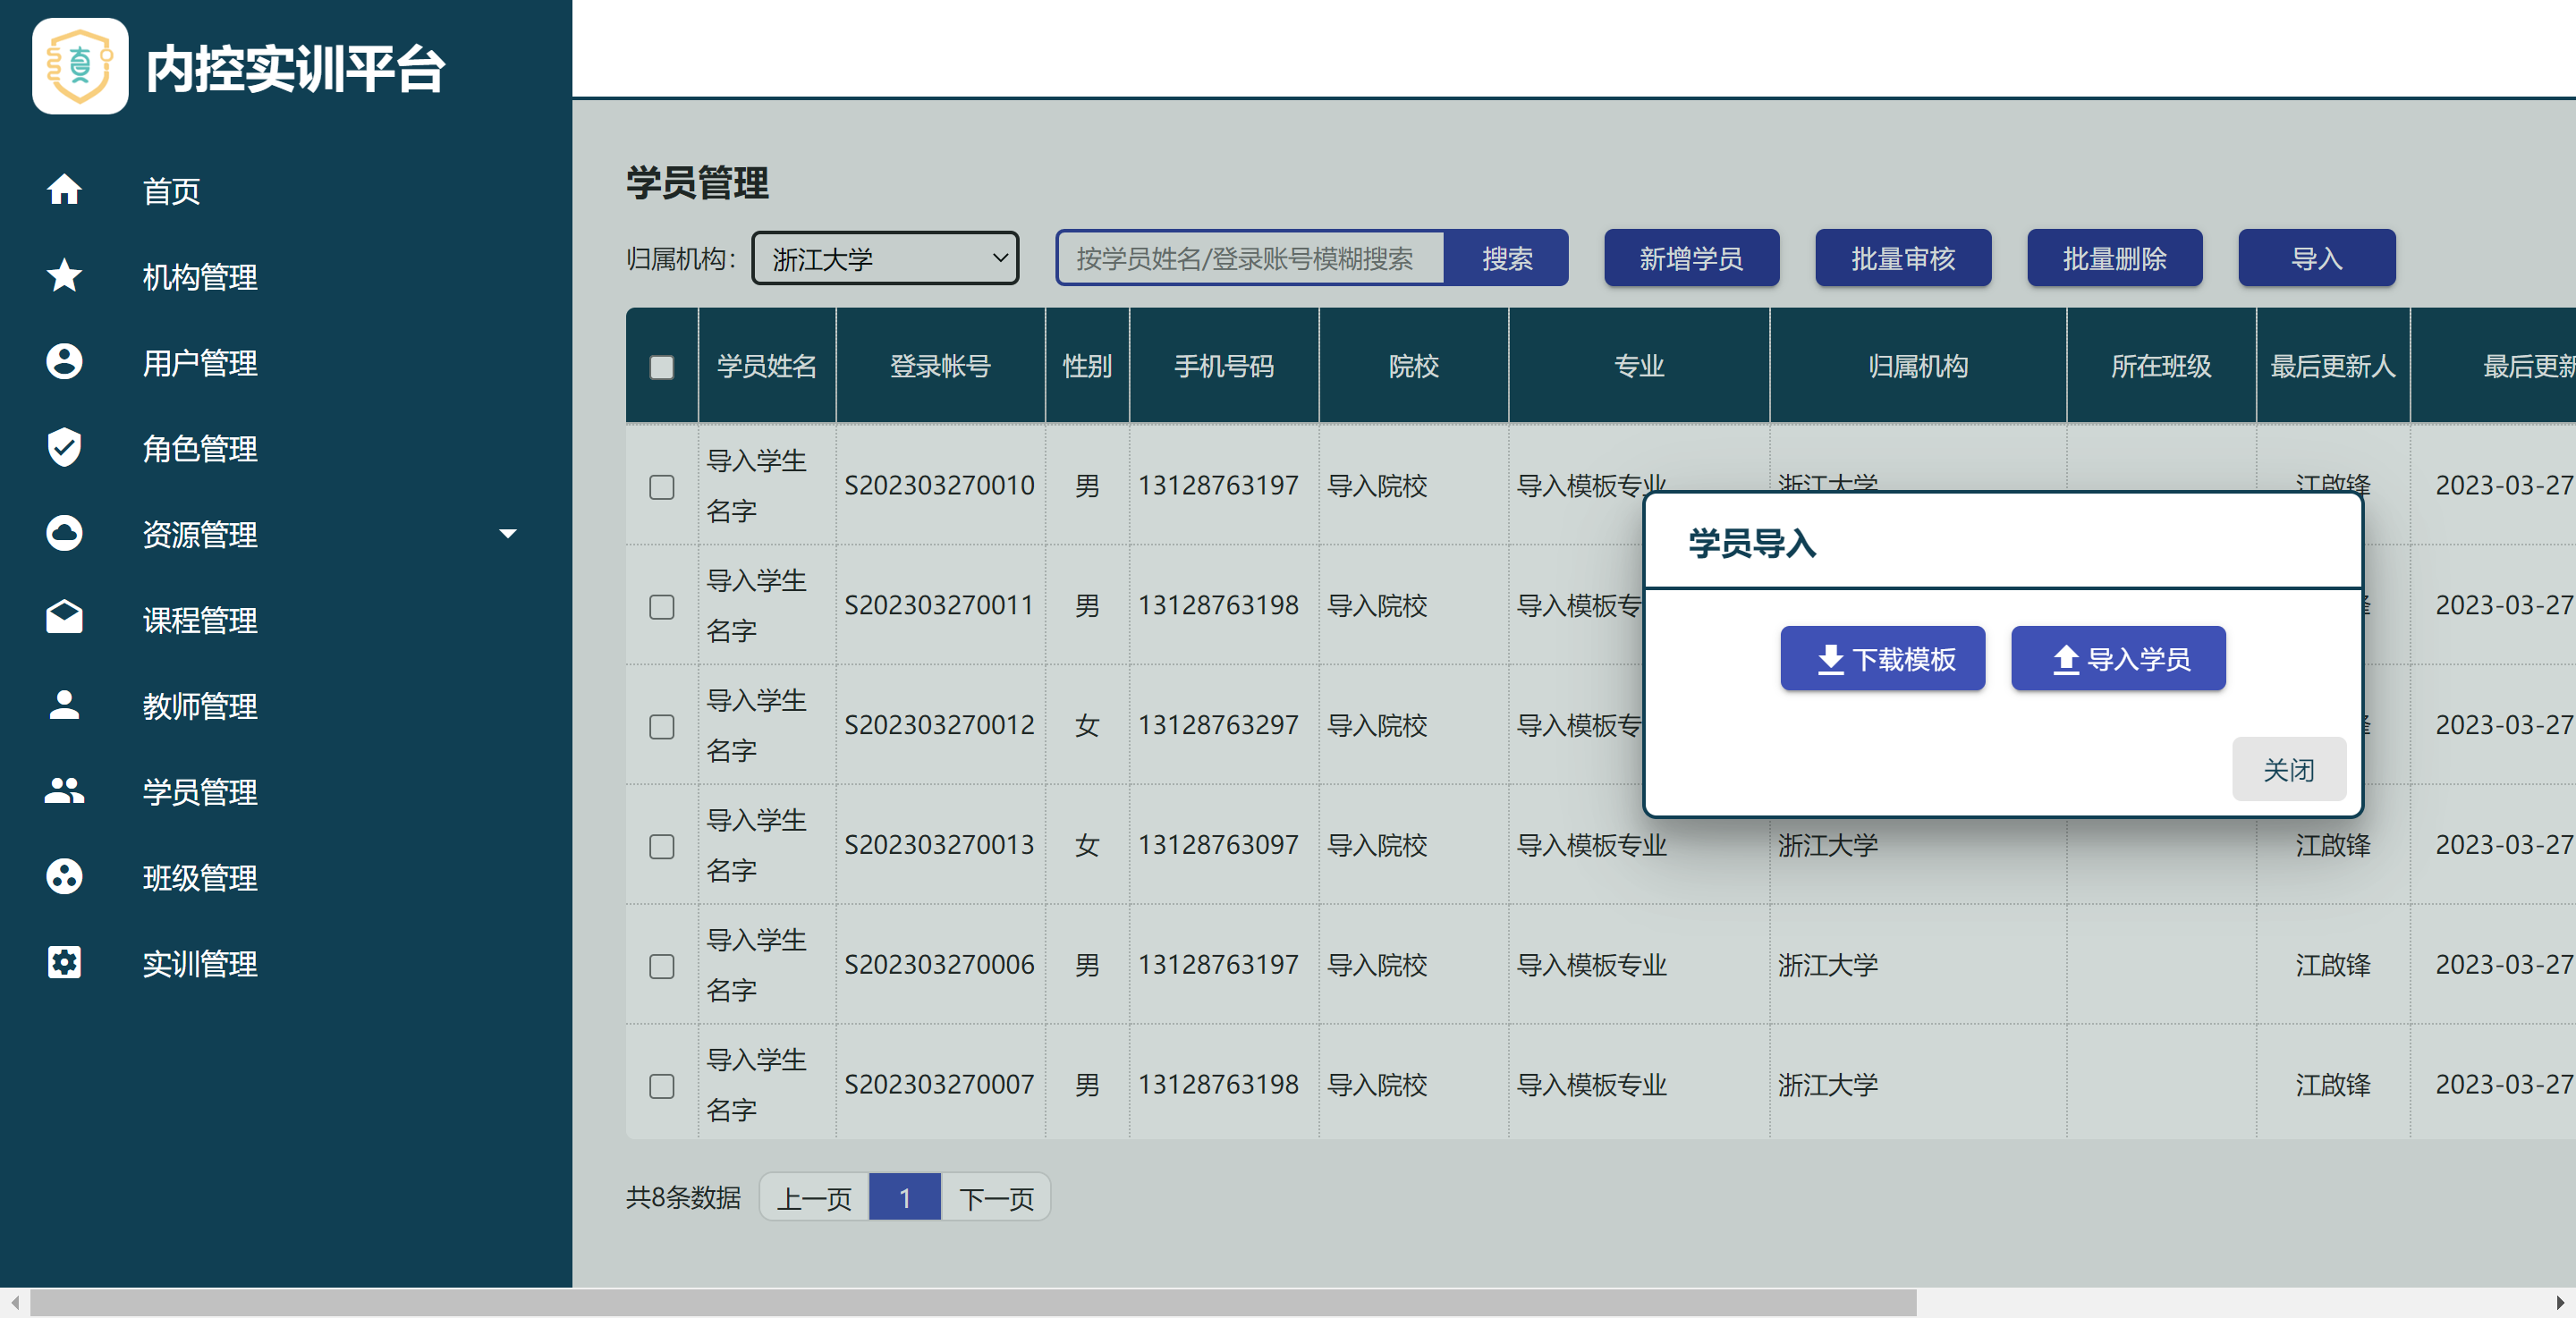 内控实训平台
首页
机构管理
用户管理
角色管理
资源管理
课程管理
教师管理
学员管理
班级管理
实训管理
学员管理
归属机构： 浙江大学 按学员姓名/登录账号模糊搜索 搜索 新增学员 批量审核 批量删除 导入
学员姓名 登录帐号 性别 手机号码 院校 专业 归属机构 所在班级 最后更新人 最后更新
导入学生名字 S202303270010 男 13128763197 导入院校 导入模板专业 浙江大学 江啟锋 2023-03-27
导入学生名字 S202303270011 男 13128763198 导入院校 导入模板专 2023-03-27
导入学生名字 S202303270012 女 13128763297 导入院校 导入模板专 2023-03-27
导入学生名字 S202303270013 女 13128763097 导入院校 导入模板专业 浙江大学 江啟锋 2023-03-27
导入学生名字 S202303270006 男 13128763197 导入院校 导入模板专业 浙江大学 江啟锋 2023-03-27
导入学生名字 S202303270007 男 13128763198 导入院校 导入模板专业 浙江大学 江啟锋 2023-03-27
学员导入
下载模板 导入学员
关闭
共8条数据 上一页 1 下一页